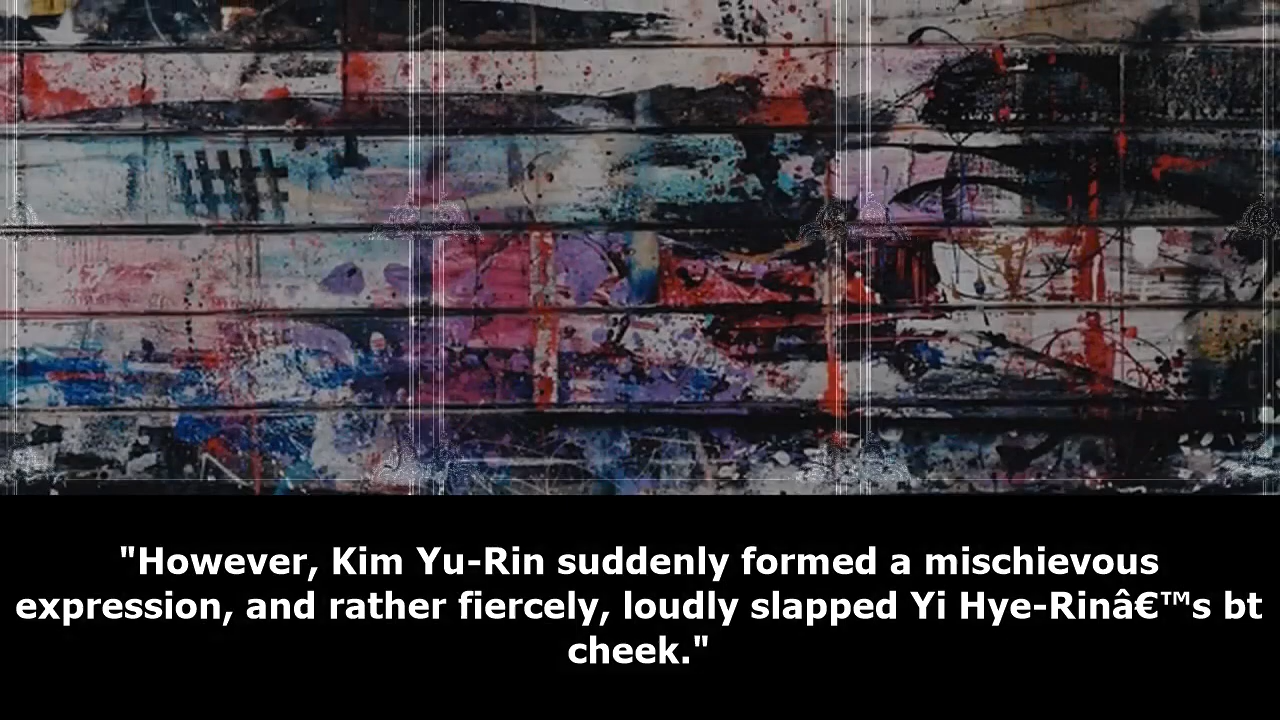 "However, Kim Yu-Rin suddenly formed a mischievous
expression, and rather fiercely, loudly slapped Yi Hye-Rinâ€™s bt
cheek."